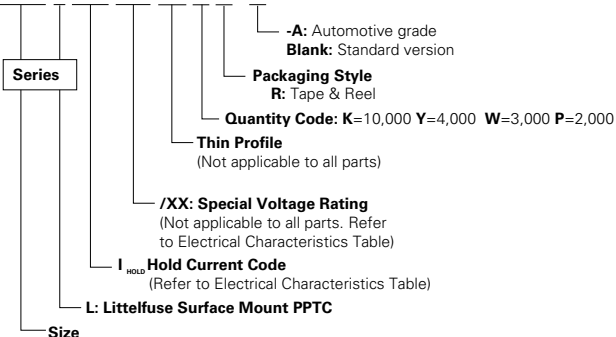 -A: Automotive grade
Blank: Standard version
Series
Packaging Style
R: Tape & Reel
Quantity Code: K=10,000 Y=4,000 W=3,000 P=2,000
Thin Profile
(Not applicable to all parts)
/XX: Special Voltage Rating
(Not applicable to all parts. Refer
to Electrical Characteristics Table)
I HOLD Hold Current Code
(Refer to Electrical Characteristics Table)
L: Littelfuse Surface Mount PPTC
Size